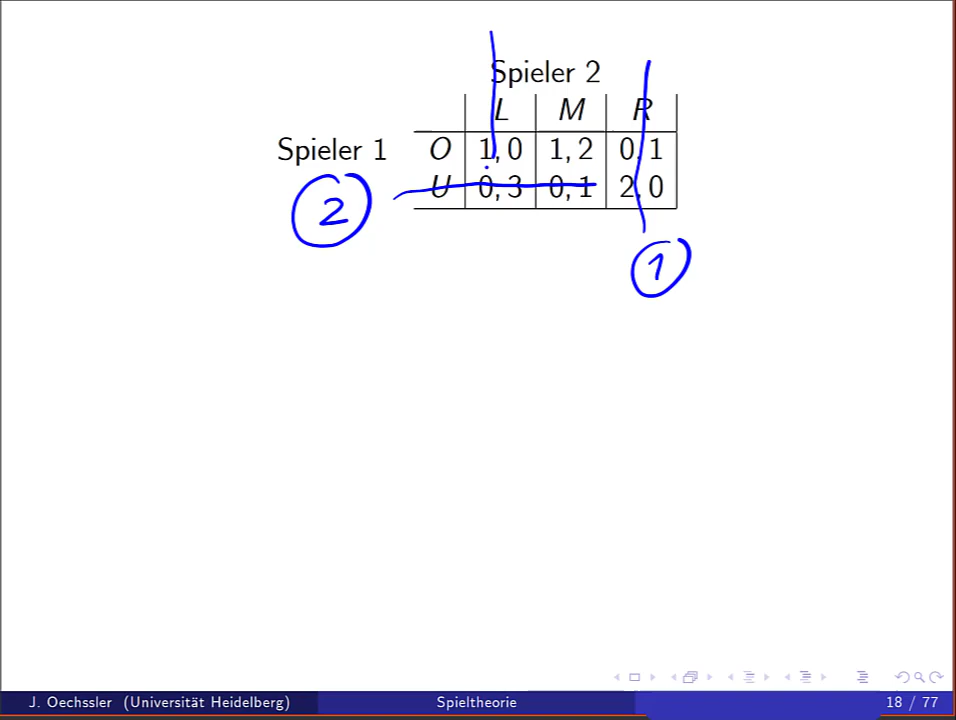 Spieler 2
L M R
Spieler 1 O 1, 0 1, 2 0, 1
U 0, 3 0, 1 2, 0
2
1
J. Oechssler (Universität Heidelberg) Spieltheorie 18 / 77